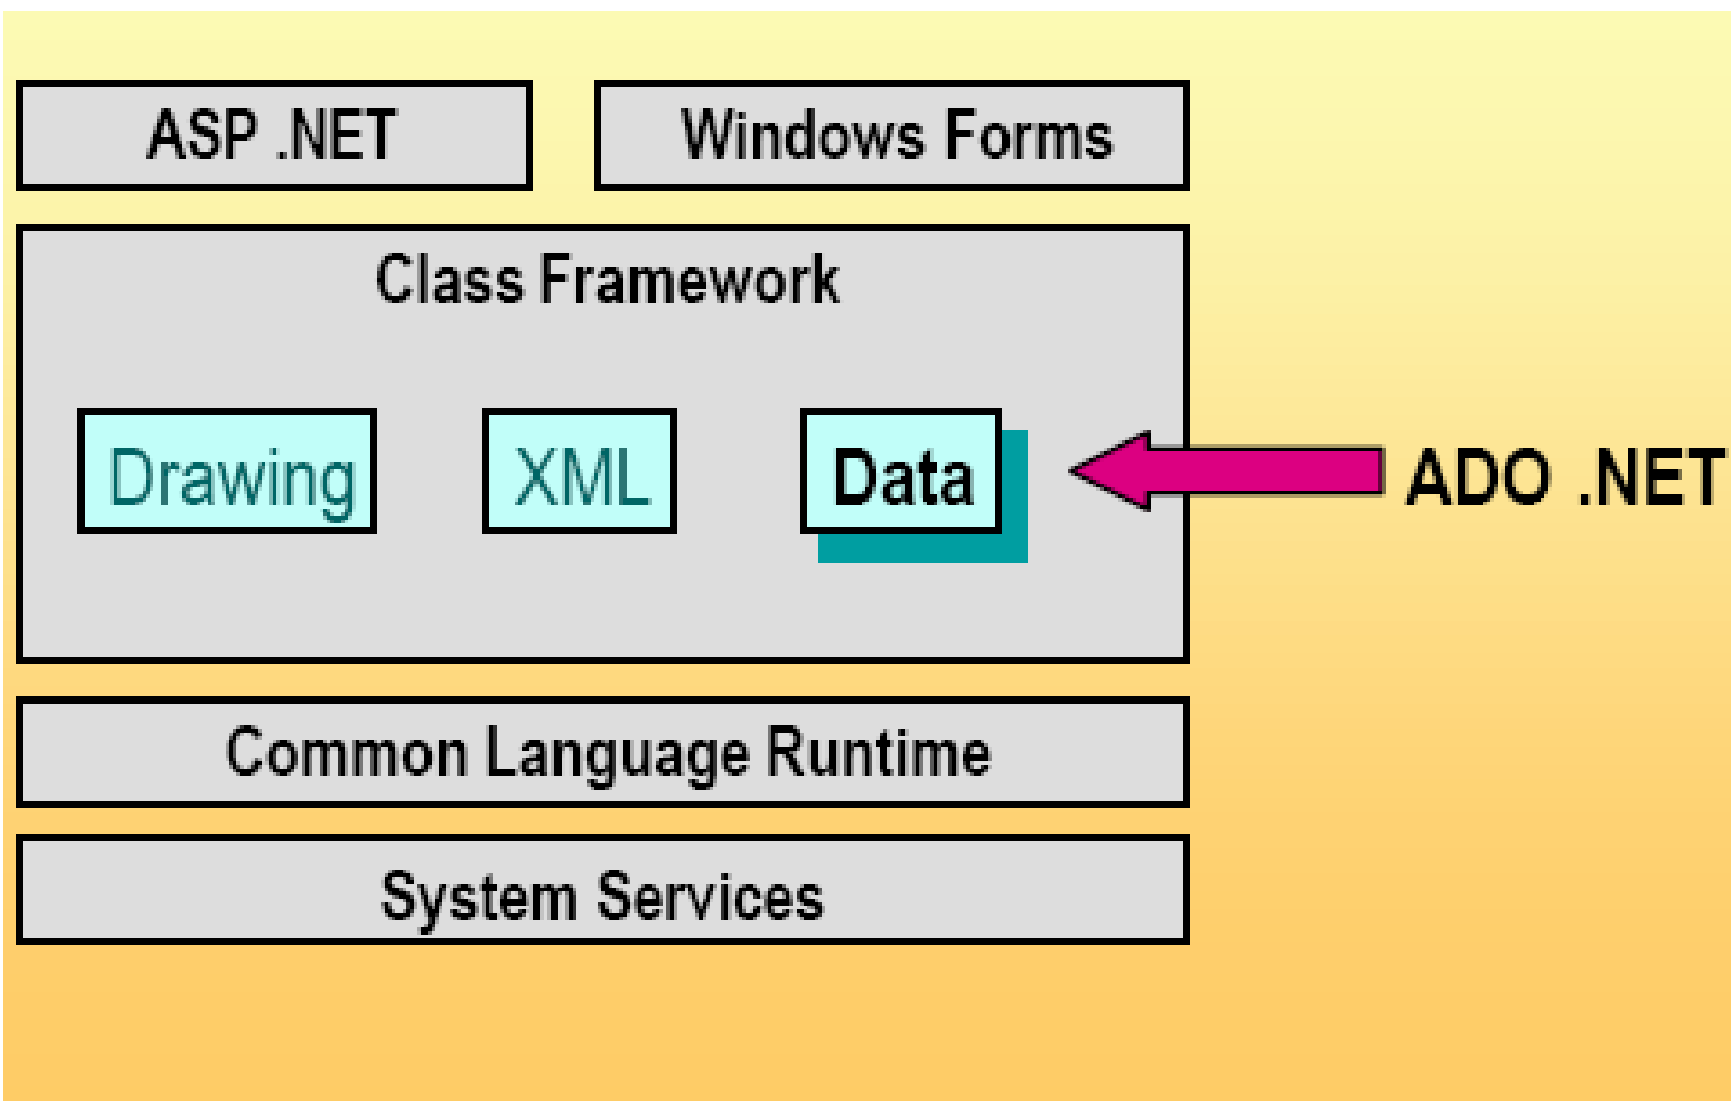 ASP .NET
Windows Forms
Class Framework
Drawing
XML
Data
ADO .NET
Common Language Runtime
System Services